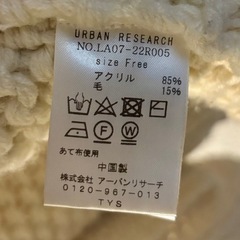 URBAN RESEARCH
NO.LA07-22R005
size Free
アクリル 85%
毛 15%
あて布使用
中国製
株式会社 アーバンリサーチ
0120-967-013
TYS